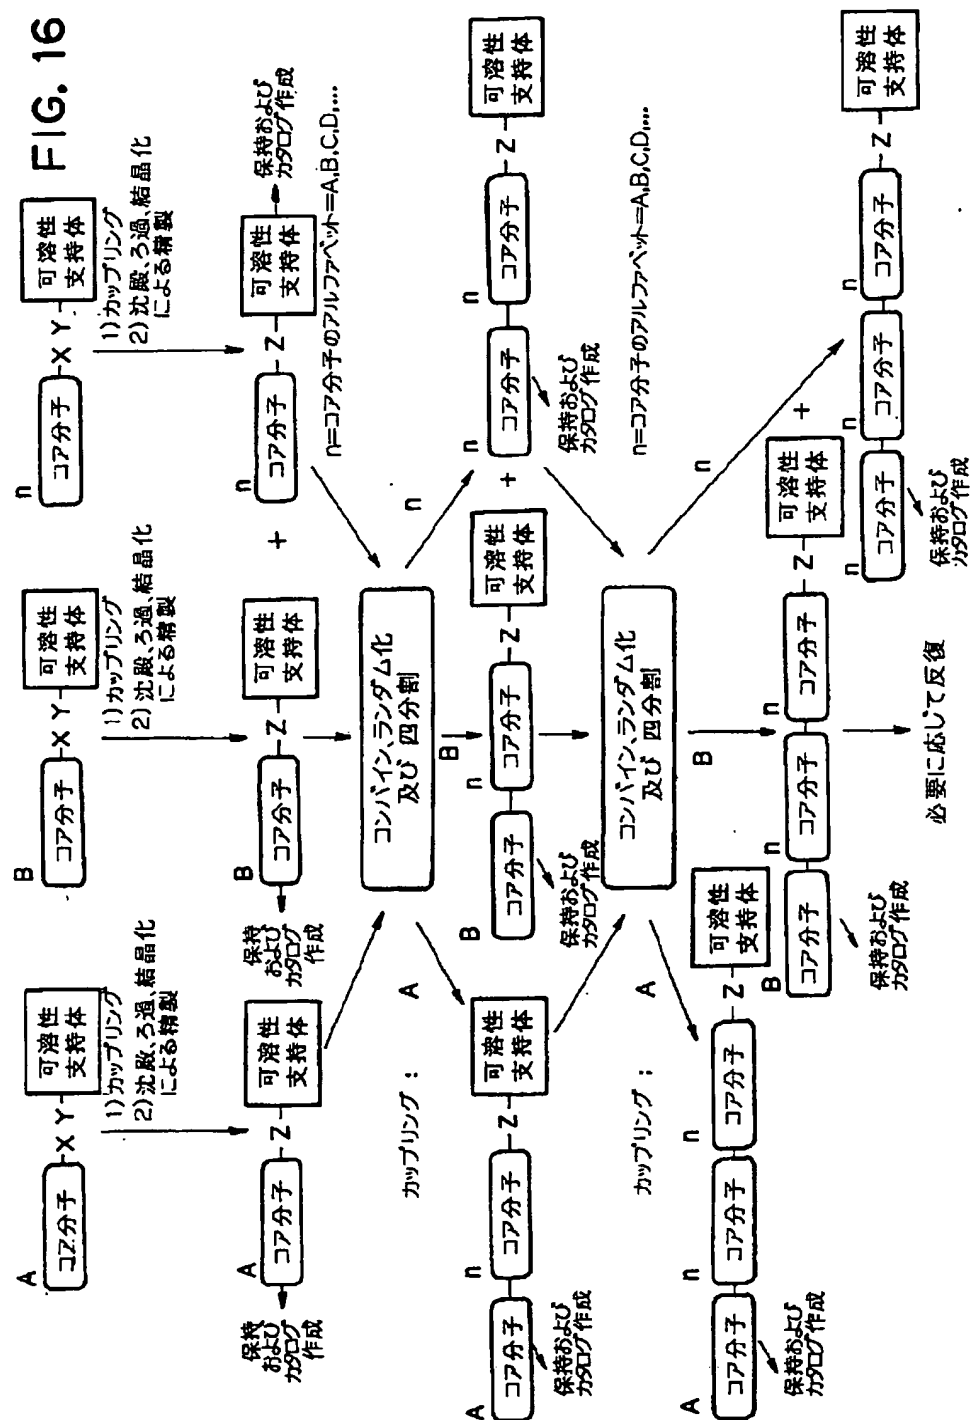 FIG. 16
A
コア分子
-X Y-
可溶性
支持体
1)カップリング
2)沈殿、ろ過、結晶化
による精製
B
コア分子
-X Y-
可溶性
支持体
1)カップリング
2)沈殿、ろ過、結晶化
による精製
n
コア分子
-X Y-
可溶性
支持体
1)カップリング
2)沈殿、ろ過、結晶化
による精製
A
コア分子
-Z-
可溶性
支持体
保持
および
カタログ
作成
B
コア分子
-Z-
可溶性
支持体
保持
および
カタログ
作成
+
n
コア分子
-Z-
可溶性
支持体
保持および
カタログ作成
n=コア分子のアルファベット=A,B,C,D,...
コンバイン、ランダム化
及び 四分割
カップリング:
A
B
n
A
コア分子
n
コア分子
-Z-
可溶性
支持体
保持および
カタログ作成
B
コア分子
n
コア分子
-Z-
可溶性
支持体
保持および
カタログ作成
+
n
コア分子
n
コア分子
-Z-
可溶性
支持体
保持および
カタログ作成
n=コア分子のアルファベット=A,B,C,D,...
コンバイン、ランダム化
及び 四分割
カップリング;
A
B
n
A
コア分子
n
コア分子
n
コア分子
-Z-
可溶性
支持体
保持および
カタログ作成
B
コア分子
n
コア分子
n
コア分子
-Z-
可溶性
支持体
保持および
カタログ作成
+
n
コア分子
n
コア分子
n
コア分子
-Z-
可溶性
支持体
保持および
カタログ作成
必要に応じて反復